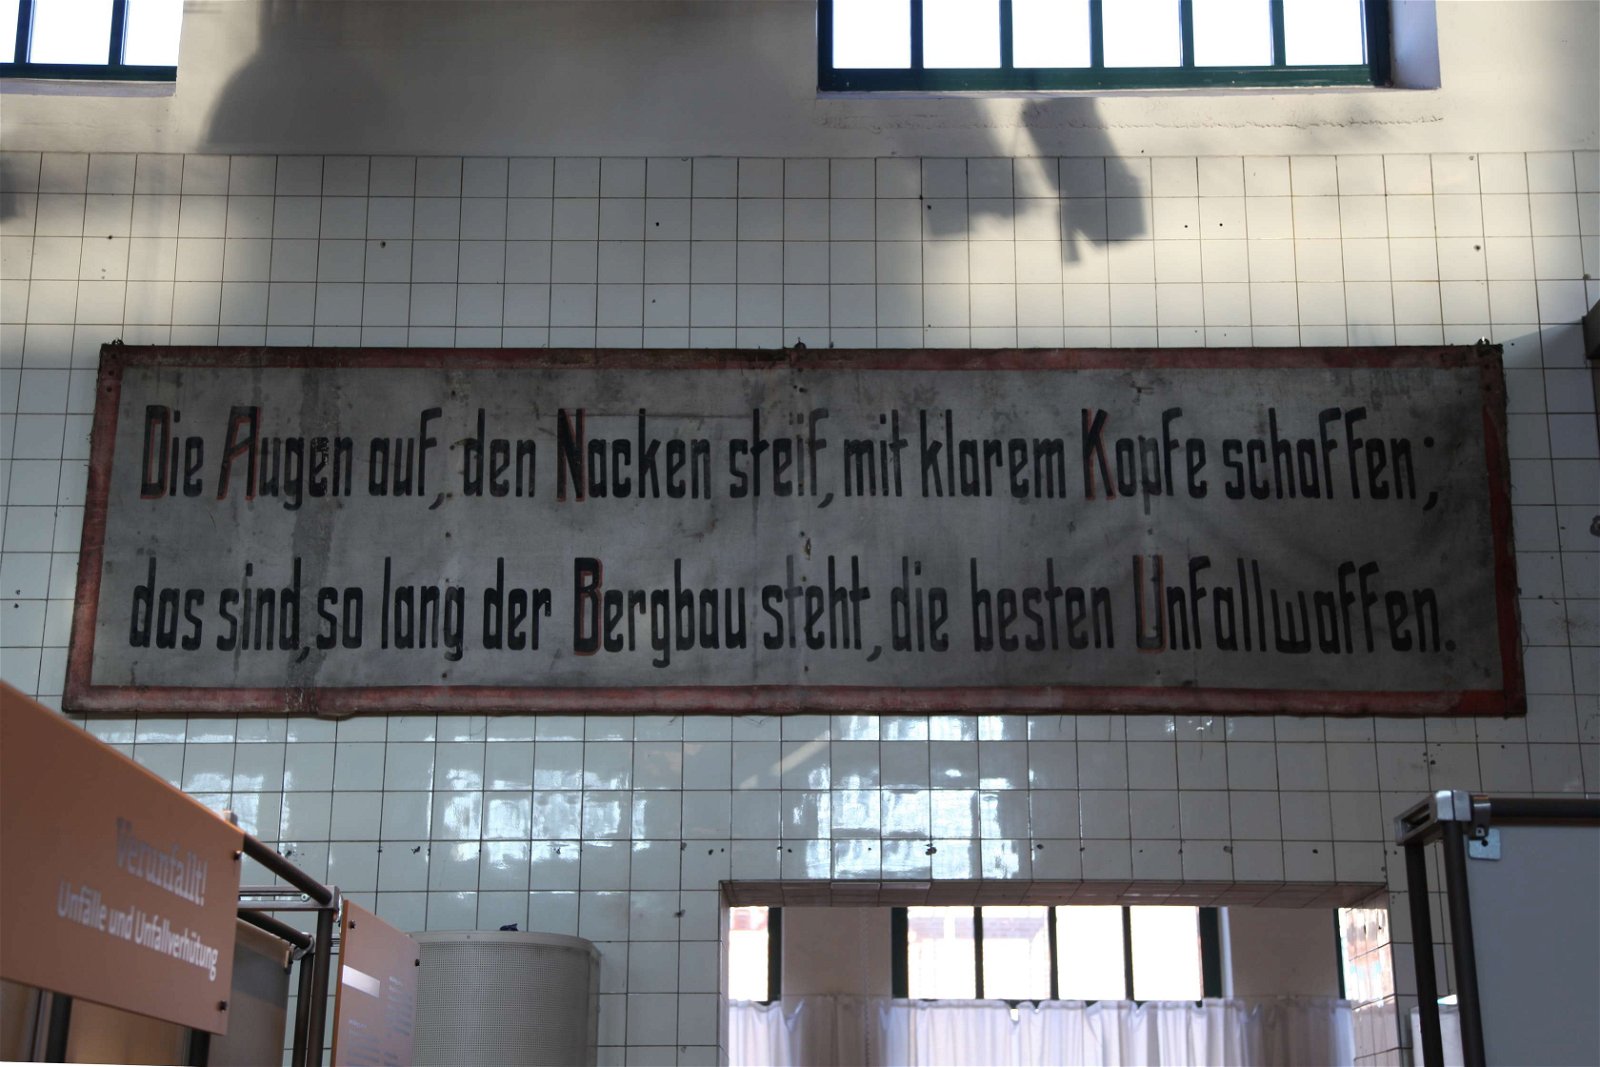 Die Augen auf, den Nacken steif, mit klarem Kopfe schaffen;
das sind, so lang der Bergbau steht, die besten Unfallwaffen.
Verunfallt!
Unfälle und Unfallverhütung